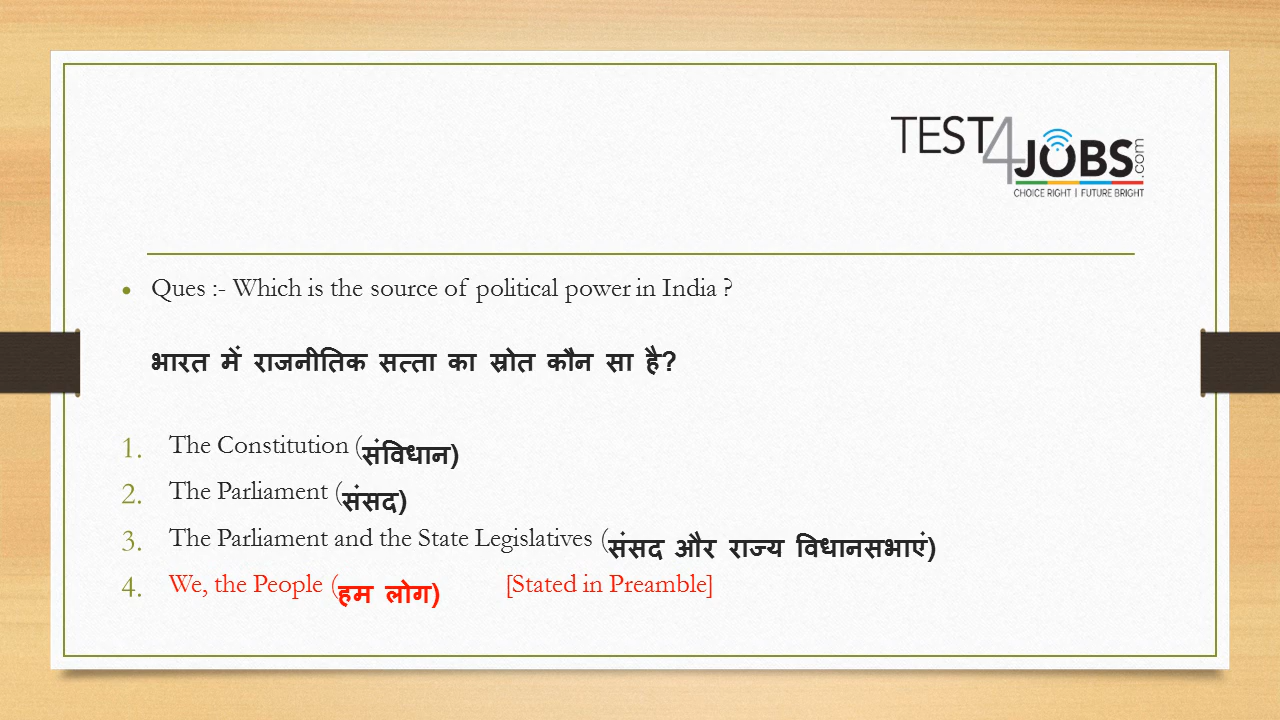 TEST4JOBS.com
CHOICE RIGHT | FUTURE BRIGHT
• Ques :- Which is the source of political power in India ?
भारत में राजनीतिक सत्ता का स्रोत कौन सा है?
1. The Constitution (संविधान)
2. The Parliament (संसद)
3. The Parliament and the State Legislatives (संसद और राज्य विधानसभाएं)
4. We, the People (हम लोग) [Stated in Preamble]